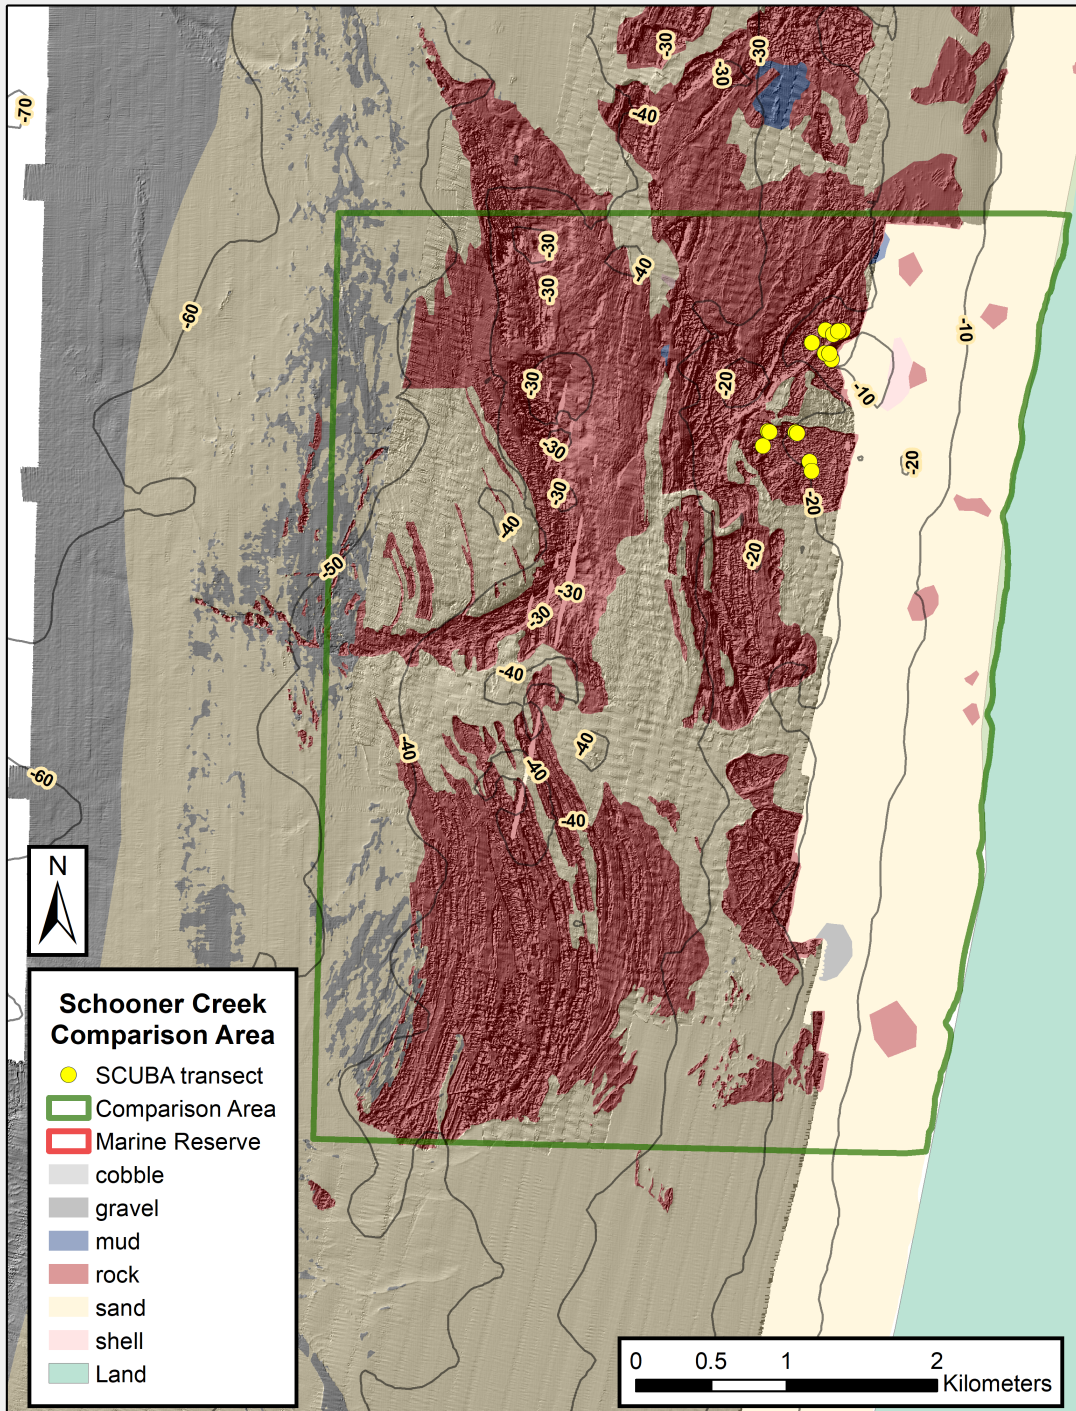 -30
-30
-30
-70
-40
-30
-40
-30
-60
-10
-20
-30
-10
-30
-20
-30
-20
-40
-20
-50
-30
-30
-40
-40
-40
-40
-60
-40
N
Schooner Creek
Comparison Area
SCUBA transect
Comparison Area
Marine Reserve
cobble
gravel
mud
rock
sand
shell
Land
0 0.5 1 2
Kilometers